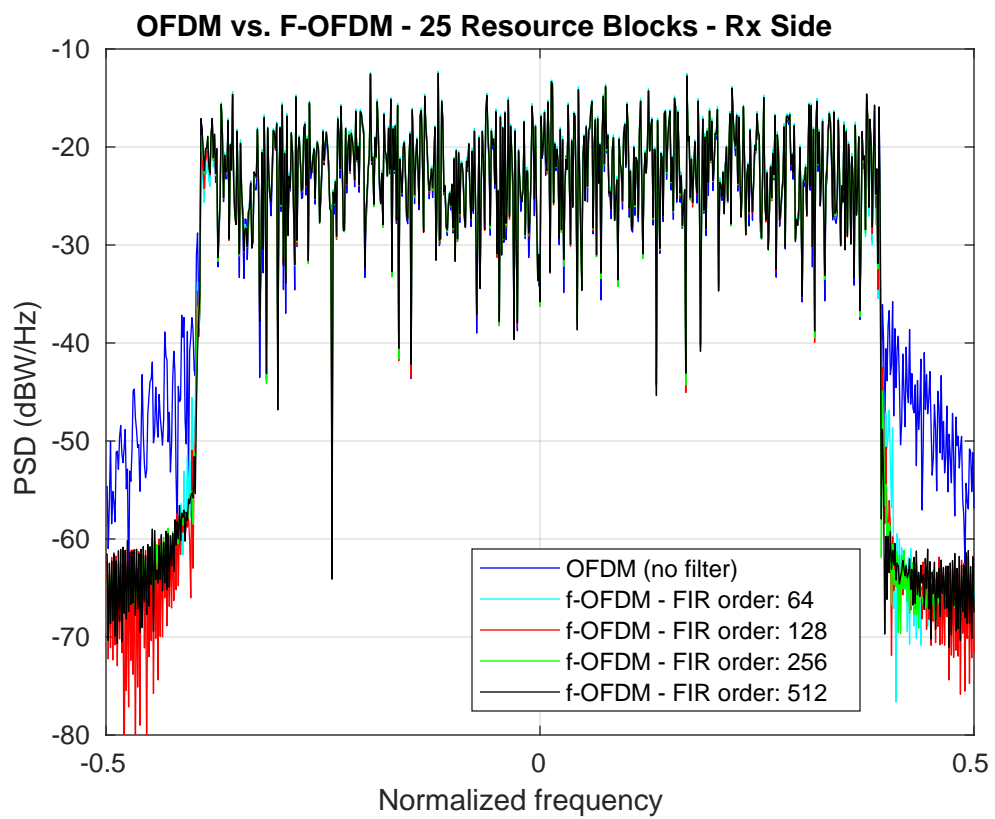 OFDM vs. F-OFDM - 25 Resource Blocks - Rx Side
-10
-20
-30
-40
-50
-60
-70
-80
PSD (dBW/Hz)
OFDM (no filter)
f-OFDM - FIR order: 64
f-OFDM - FIR order: 128
f-OFDM - FIR order: 256
f-OFDM - FIR order: 512
-0.5 0 0.5
Normalized frequency